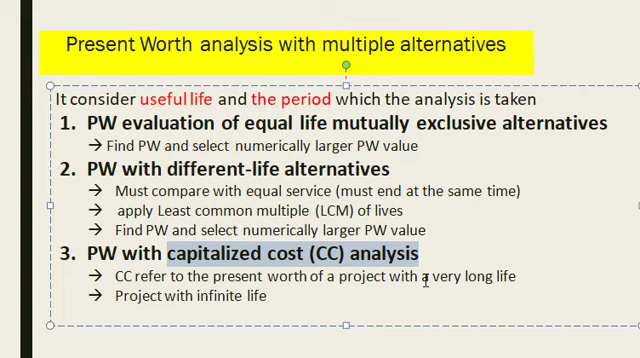 Present Worth analysis with multiple alternatives
It consider useful life and the period which the analysis is taken
1. PW evaluation of equal life mutually exclusive alternatives
→ Find PW and select numerically larger PW value
2. PW with different-life alternatives
→ Must compare with equal service (must end at the same time)
→ apply Least common multiple (LCM) of lives
→ Find PW and select numerically larger PW value
3. PW with capitalized cost (CC) analysis
→ CC refer to the present worth of a project with a very long life
→ Project with infinite life